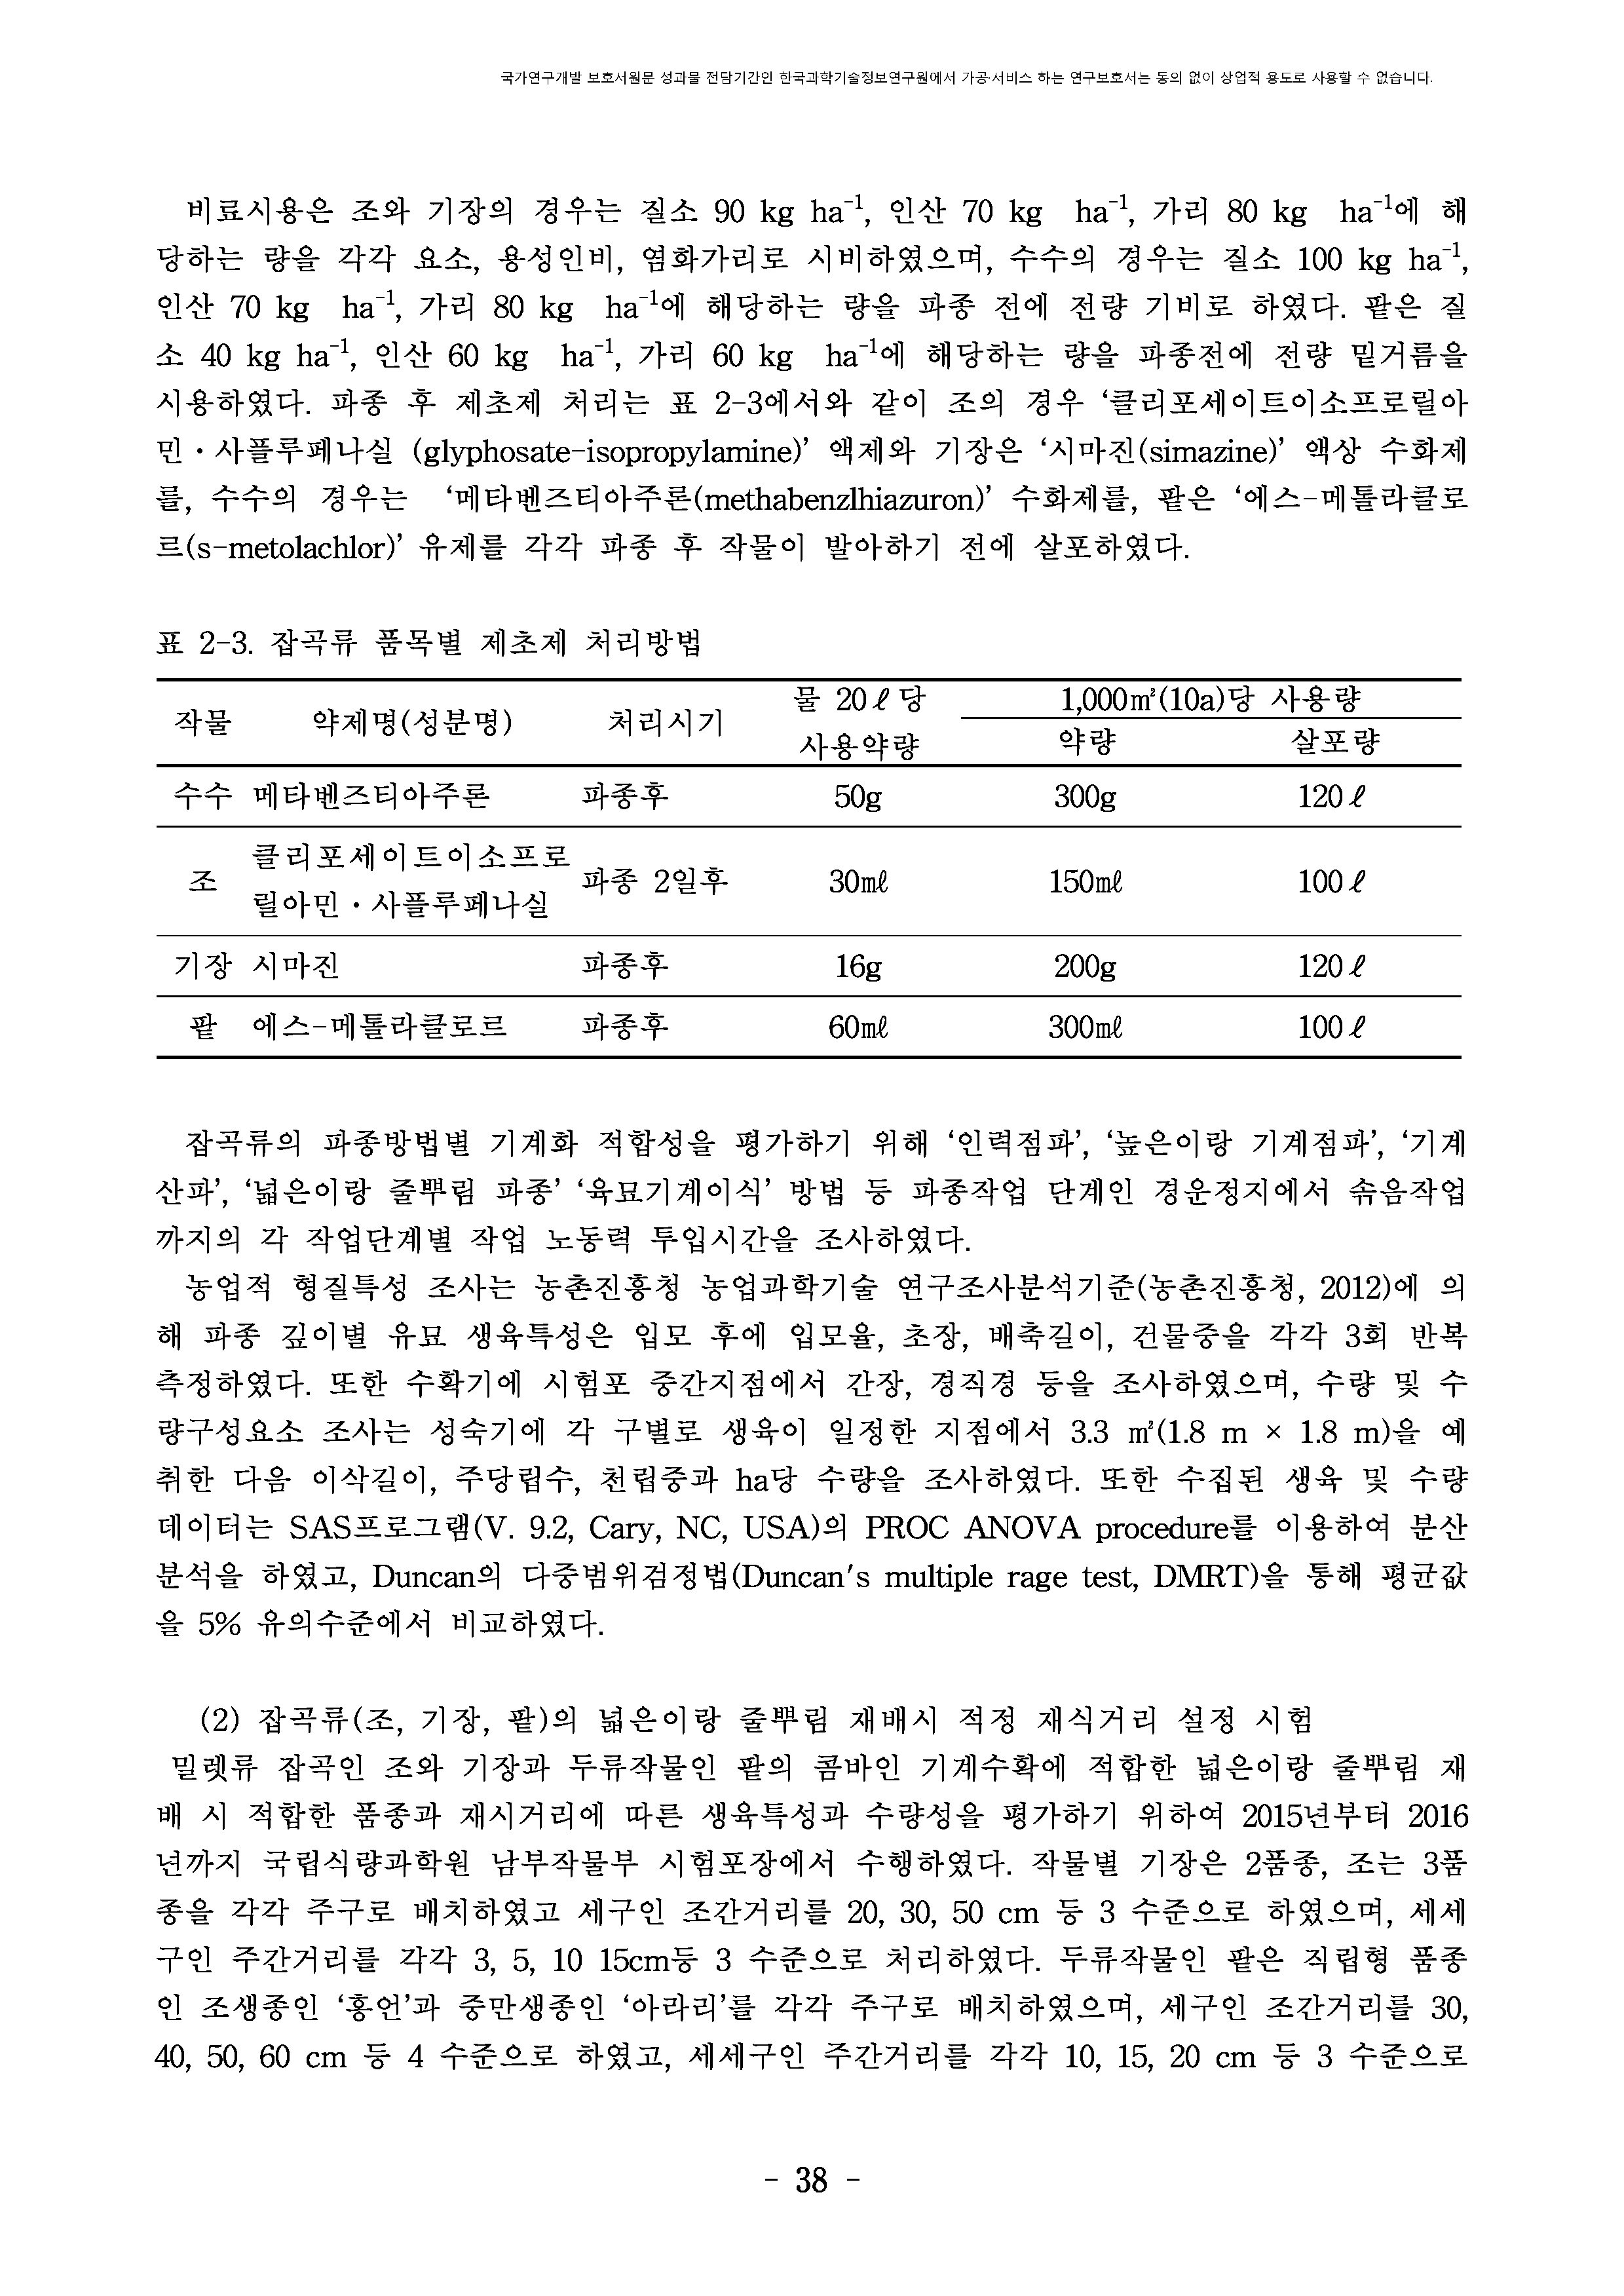 국가연구개발 보호서원문 성과물 전담기간인 한국과학기술정보연구원에서 가공·서비스 하는 연구보호서는 동의 없이 상업적 용도로 사용할 수 없습니다.
비료시용은 조와 기장의 경우는 질소 90 kg ha⁻¹, 인산 70 kg ha⁻¹, 가리 80 kg ha⁻¹에 해
당하는 량을 각각 요소, 용성인비, 염화가리로 시비하였으며, 수수의 경우는 질소 100 kg ha⁻¹,
인산 70 kg ha⁻¹, 가리 80 kg ha⁻¹에 해당하는 량을 파종 전에 전량 기비로 하였다. 팥은 질
소 40 kg ha⁻¹, 인산 60 kg ha⁻¹, 가리 60 kg ha⁻¹에 해당하는 량을 파종전에 전량 밑거름을
시용하였다. 파종 후 제초제 처리는 표 2-3에서와 같이 조의 경우 ‘클리포세이트이소프로릴아
민·사플루페나실 (glyphosate-isopropylamine)’ 액제와 기장은 ‘시마진(simazine)’ 액상 수화제
를, 수수의 경우는 ‘메타벤즈티아주론(methabenzlhiazuron)’ 수화제를, 팥은 ‘에스-메톨라클로
르(s-metolachlor)’ 유제를 각각 파종 후 작물이 발아하기 전에 살포하였다.
표 2-3. 잡곡류 품목별 제초제 처리방법
작물 약제명(성분명) 처리시기 물 20ℓ당 사용약량 1,000㎡(10a)당 사용량
약량 살포량
수수 메타벤즈티아주론 파종후 50g 300g 120ℓ
조 클리포세이트이소프로
릴아민·사플루페나실 파종 2일후 30㎖ 150㎖ 100ℓ
기장 시마진 파종후 16g 200g 120ℓ
팥 에스-메톨라클로르 파종후 60㎖ 300㎖ 100ℓ
잡곡류의 파종방법별 기계화 적합성을 평가하기 위해 ‘인력점파’, ‘높은이랑 기계점파’, ‘기계
산파’, ‘넓은이랑 줄뿌림 파종’ ‘육묘기계이식’ 방법 등 파종작업 단계인 경운정지에서 솎음작업
까지의 각 작업단계별 작업 노동력 투입시간을 조사하였다.
농업적 형질특성 조사는 농촌진흥청 농업과학기술 연구조사분석기준(농촌진흥청, 2012)에 의
해 파종 깊이별 유묘 생육특성은 입모 후에 입모율, 초장, 배축길이, 건물중을 각각 3회 반복
측정하였다. 또한 수확기에 시험포 중간지점에서 간장, 경직경 등을 조사하였으며, 수량 및 수
량구성요소 조사는 성숙기에 각 구별로 생육이 일정한 지점에서 3.3 ㎡(1.8 m × 1.8 m)을 예
취한 다음 이삭길이, 주당립수, 천립중과 ha당 수량을 조사하였다. 또한 수집된 생육 및 수량
데이터는 SAS프로그램(V. 9.2, Cary, NC, USA)의 PROC ANOVA procedure를 이용하여 분산
분석을 하였고, Duncan의 다중범위검정법(Duncan's multiple rage test, DMRT)을 통해 평균값
을 5% 유의수준에서 비교하였다.
(2) 잡곡류(조, 기장, 팥)의 넓은이랑 줄뿌림 재배시 적정 재식거리 설정 시험
밀렛류 잡곡인 조와 기장과 두류작물인 팥의 콤바인 기계수확에 적합한 넓은이랑 줄뿌림 재
배 시 적합한 품종과 재시거리에 따른 생육특성과 수량성을 평가하기 위하여 2015년부터 2016
년까지 국립식량과학원 남부작물부 시험포장에서 수행하였다. 작물별 기장은 2품종, 조는 3품
종을 각각 주구로 배치하였고 세구인 조간거리를 20, 30, 50 cm 등 3 수준으로 하였으며, 세세
구인 주간거리를 각각 3, 5, 10 15cm등 3 수준으로 처리하였다. 두류작물인 팥은 직립형 품종
인 조생종인 ‘홍언’과 중만생종인 ‘아라리’를 각각 주구로 배치하였으며, 세구인 조간거리를 30,
40, 50, 60 cm 등 4 수준으로 하였고, 세세구인 주간거리를 각각 10, 15, 20 cm 등 3 수준으로
- 38 -